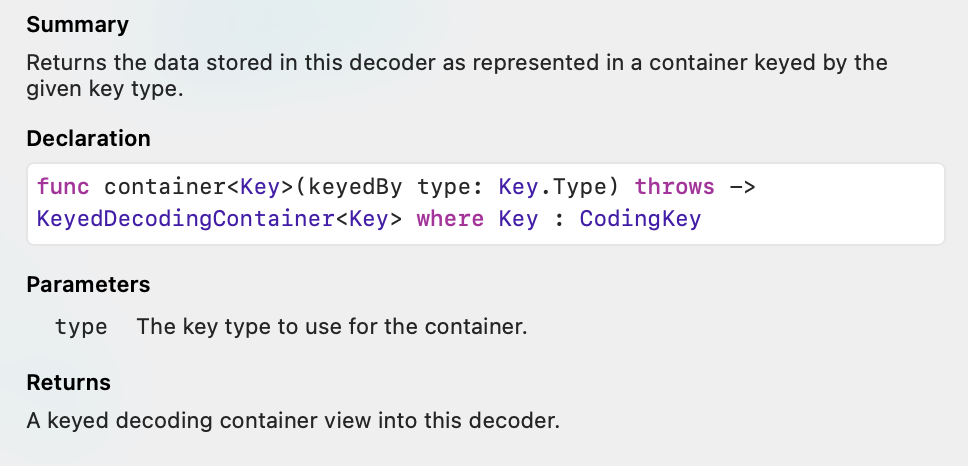 Summary
Returns the data stored in this decoder as represented in a container keyed by the
given key type.
Declaration
func container<Key>(keyedBy type: Key.Type) throws ->
KeyedDecodingContainer<Key> where Key : CodingKey
Parameters
type The key type to use for the container.
Returns
A keyed decoding container view into this decoder.